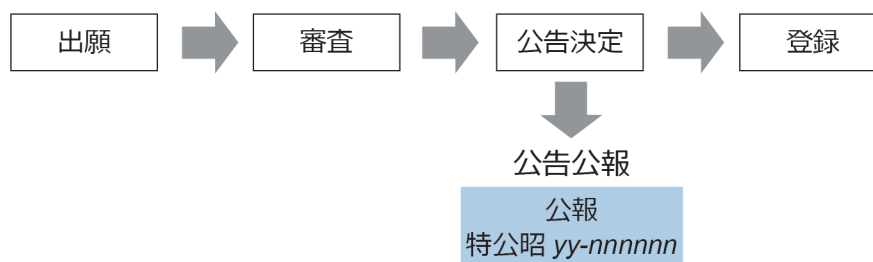 出願
審査
公告決定
登録
公告公報
公報
特公昭 yy-nnnnnn